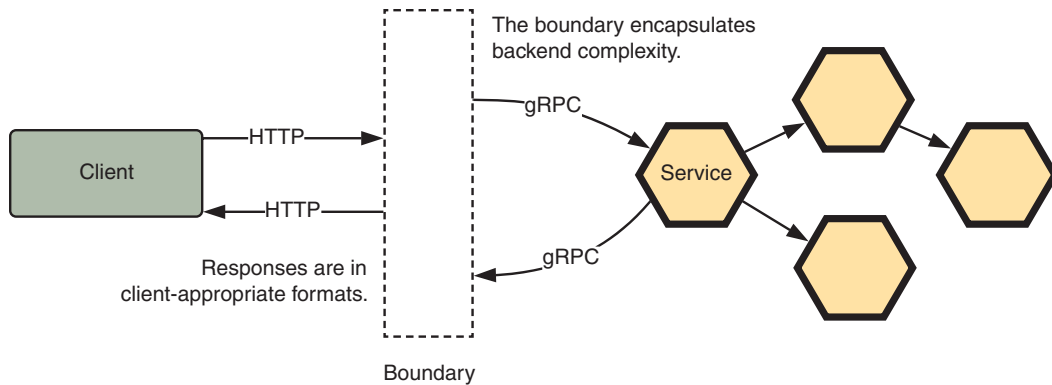 The boundary encapsulates
backend complexity.
gRPC
HTTP
Client
Service
HTTP
gRPC
Responses are in
client-appropriate formats.
Boundary